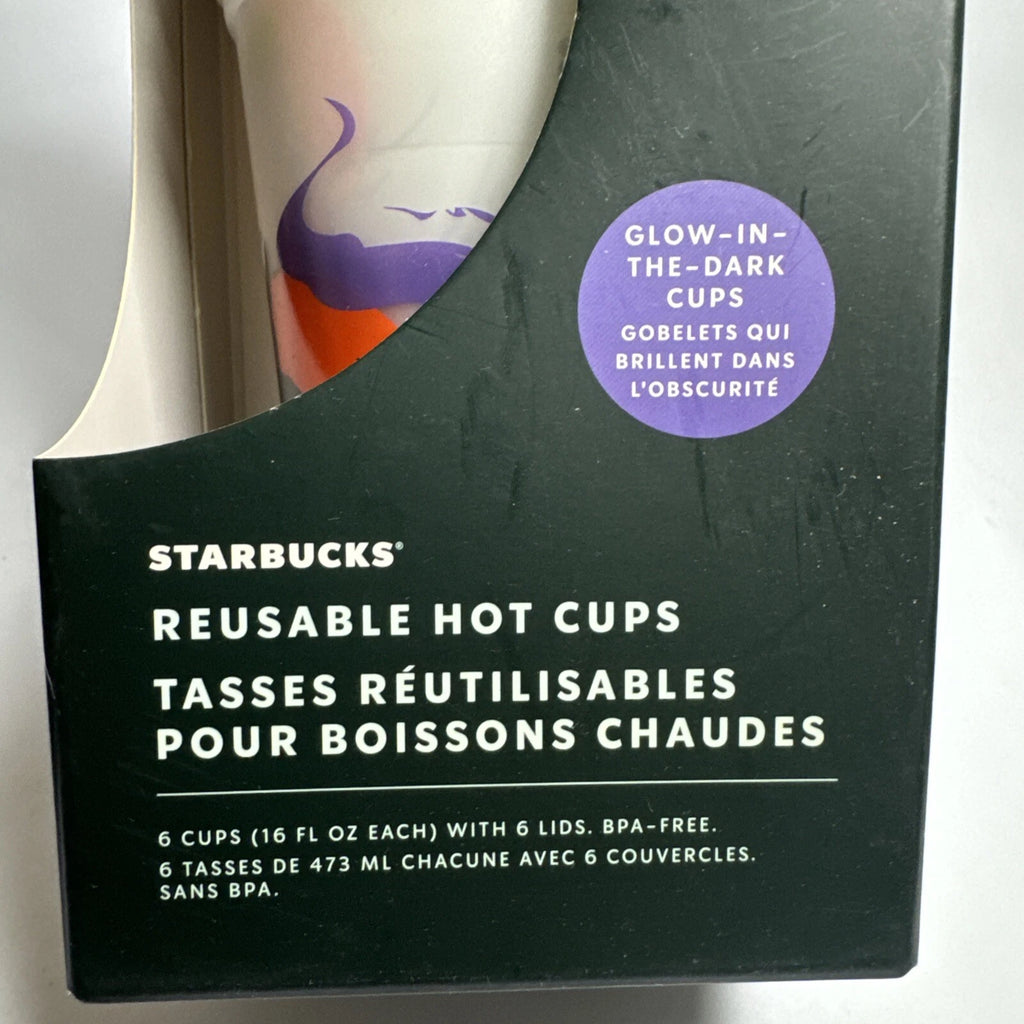 GLOW-IN-
THE-DARK
CUPS
GOBELETS QUI
BRILLENT DANS
L'OBSCURITÉ
STARBUCKS®
REUSABLE HOT CUPS
TASSES RÉUTILISABLES
POUR BOISSONS CHAUDES
6 CUPS (16 FL OZ EACH) WITH 6 LIDS. BPA-FREE.
6 TASSES DE 473 ML CHACUNE AVEC 6 COUVERCLES.
SANS BPA.